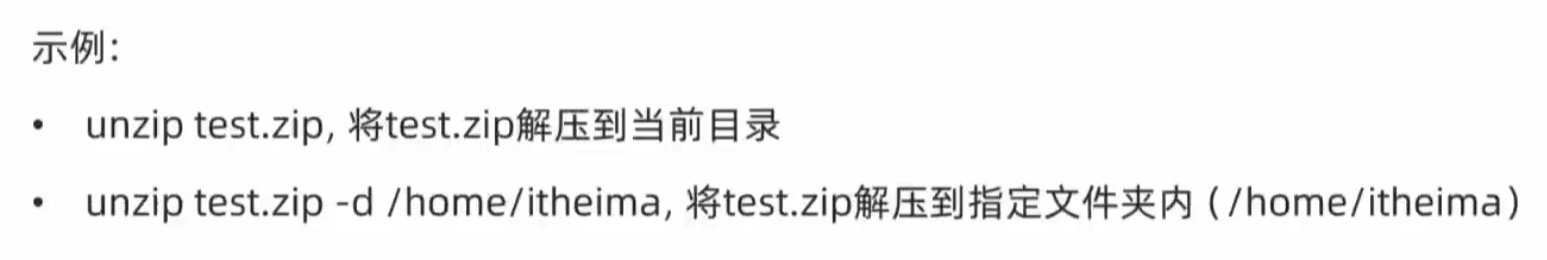 示例：
• unzip test.zip, 将test.zip解压到当前目录
• unzip test.zip -d /home/itheima, 将test.zip解压到指定文件夹内（/home/itheima）